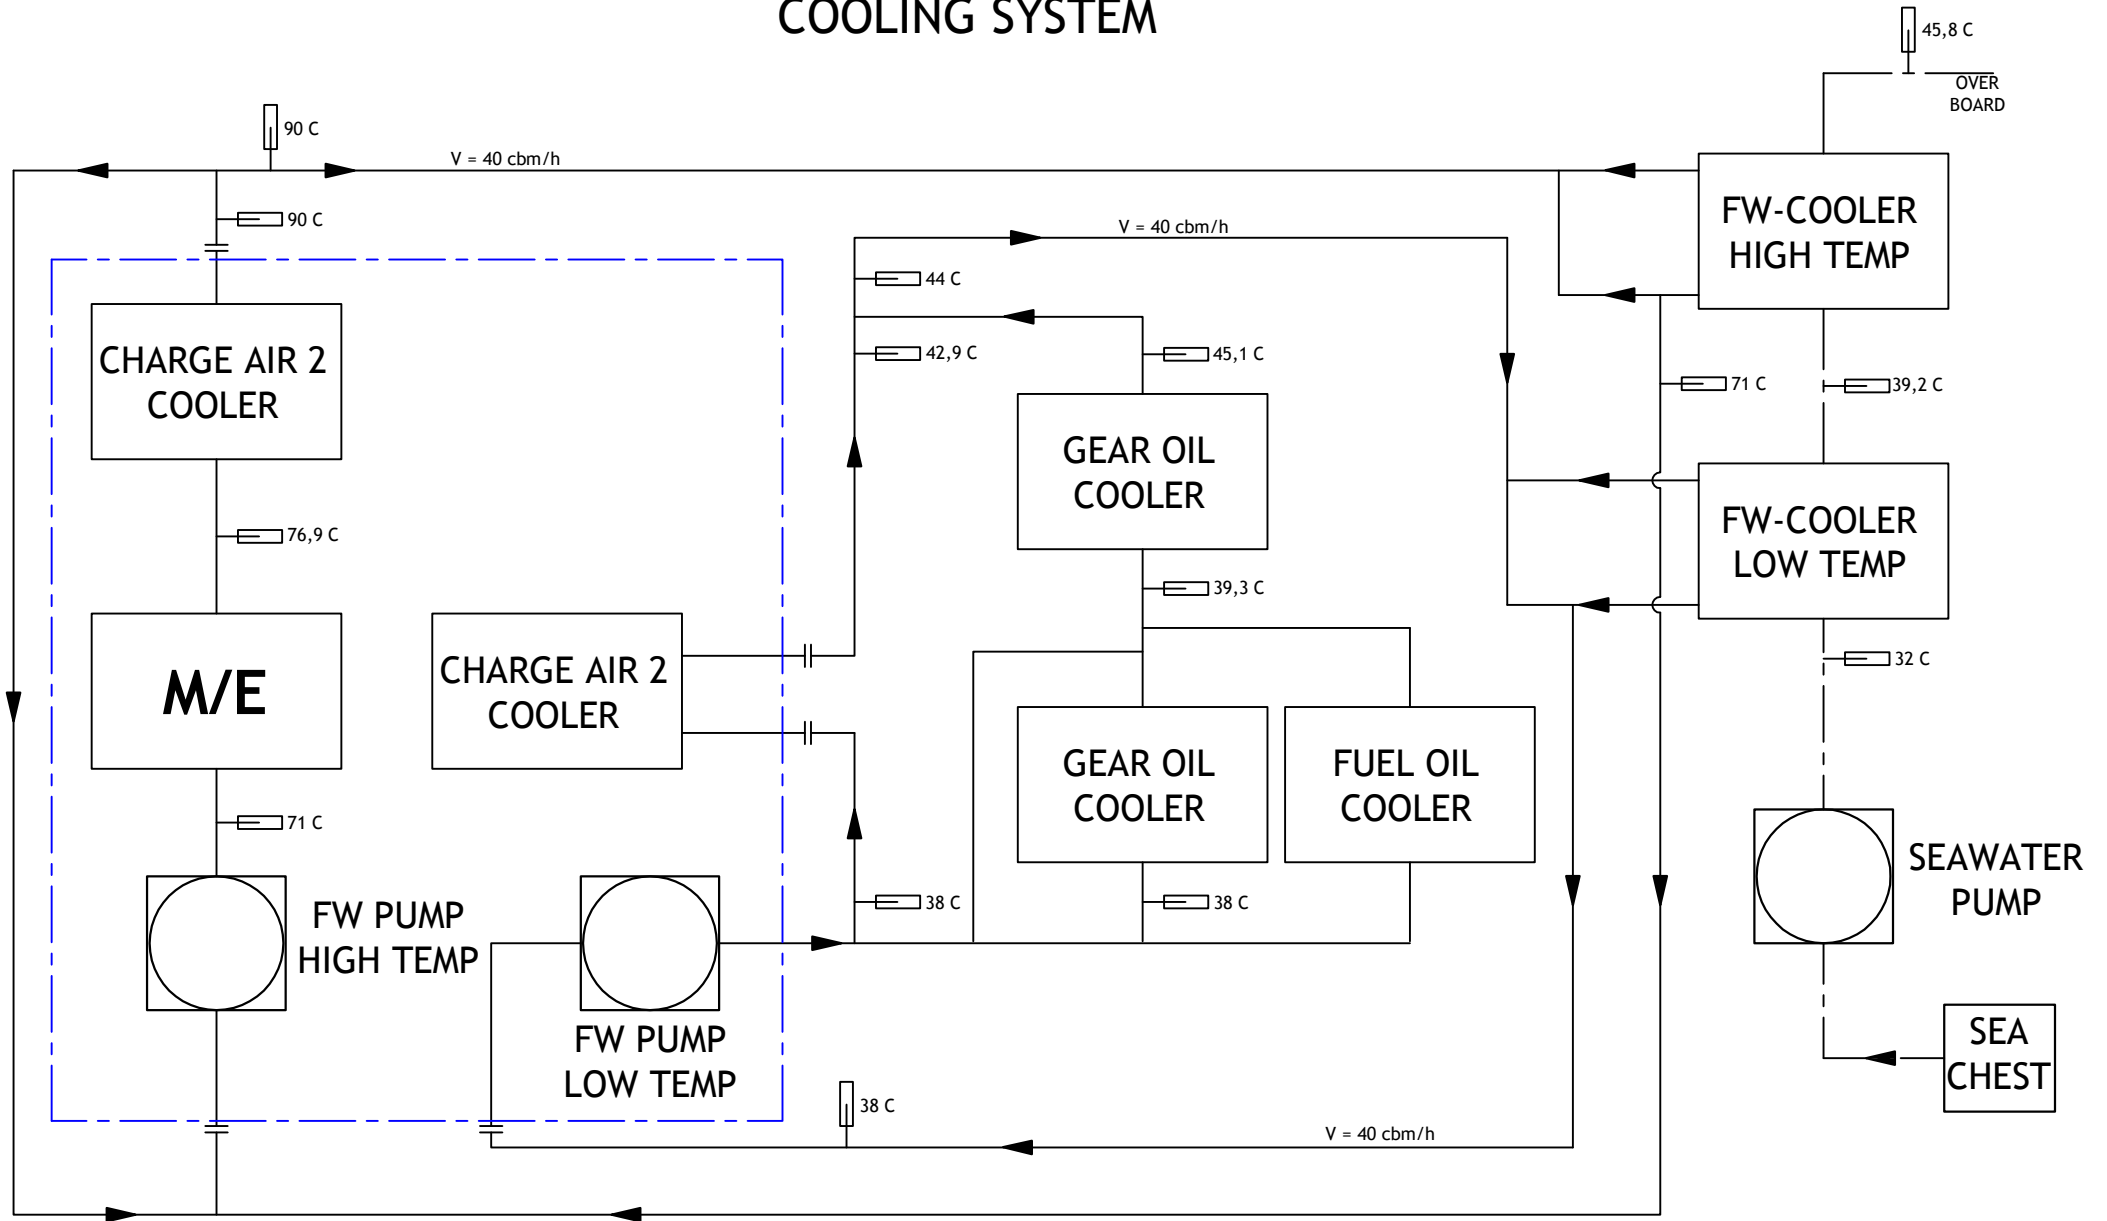 COOLING SYSTEM
45,8 C
OVER
BOARD
90 C
V = 40 cbm/h
90 C
V = 40 cbm/h
FW-COOLER
HIGH TEMP
44 C
CHARGE AIR 2
COOLER
42,9 C
45,1 C
71 C
39,2 C
GEAR OIL
COOLER
76,9 C
FW-COOLER
LOW TEMP
39,3 C
M/E
CHARGE AIR 2
COOLER
32 C
GEAR OIL
COOLER
FUEL OIL
COOLER
71 C
SEAWATER
PUMP
FW PUMP
HIGH TEMP
38 C
38 C
FW PUMP
LOW TEMP
SEA
CHEST
38 C
V = 40 cbm/h